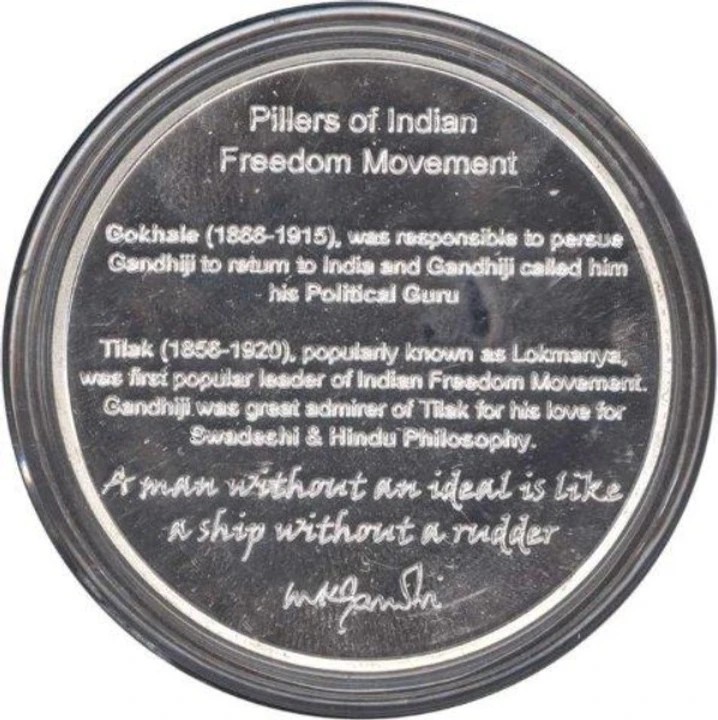 Pillers of Indian
Freedom Movement
Gokhale (1866-1915), was responsible to persue
Gandhiji to return to India and Gandhiji called him
his Political Guru
Tilak (1856-1920), popularly known as Lokmanya,
was first popular leader of Indian Freedom Movement.
Gandhiji was great admirer of Tilak for his love for
Swadeshi & Hindu Philosophy.
A man without an ideal is like
a ship without a rudder
MKGandhi